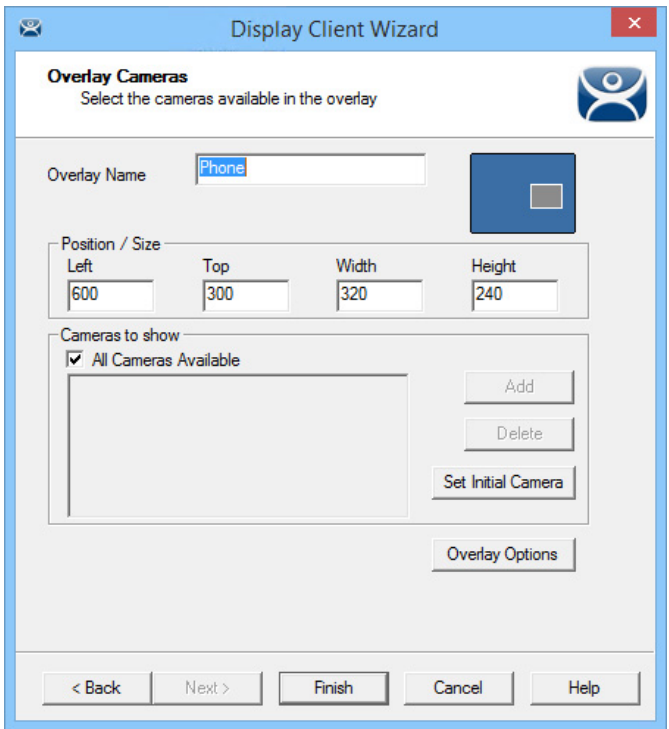 Display Client Wizard
Overlay Cameras
Select the cameras available in the overlay
Overlay Name
Phone
Position / Size
Left Top Width Height
600 300 320 240
Cameras to show
All Cameras Available
Add
Delete
Set Initial Camera
Overlay Options
< Back Next > Finish Cancel Help